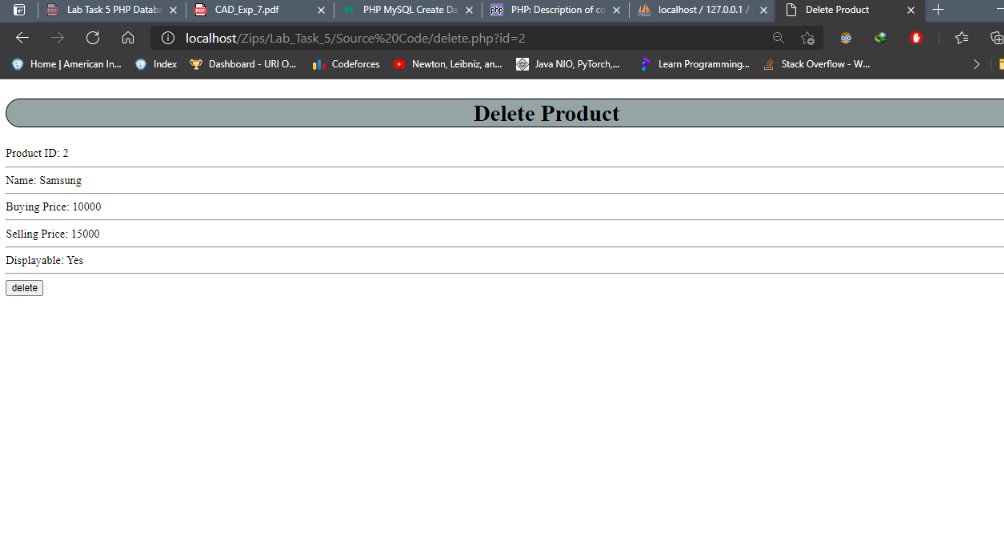 Lab Task 5 PHP Databa
CAD_Exp_7.pdf
PHP MySQL Create Da
PHP: Description of co
localhost / 127.0.0.1 /
Delete Product
localhost/Zips/Lab_Task_5/Source%20Code/delete.php?id=2
Home | American In...
Index
Dashboard - URI O...
Codeforces
Newton, Leibniz, an...
Java NIO, PyTorch,...
Learn Programming...
Stack Overflow - W...
Delete Product
Product ID: 2
Name: Samsung
Buying Price: 10000
Selling Price: 15000
Displayable: Yes
delete